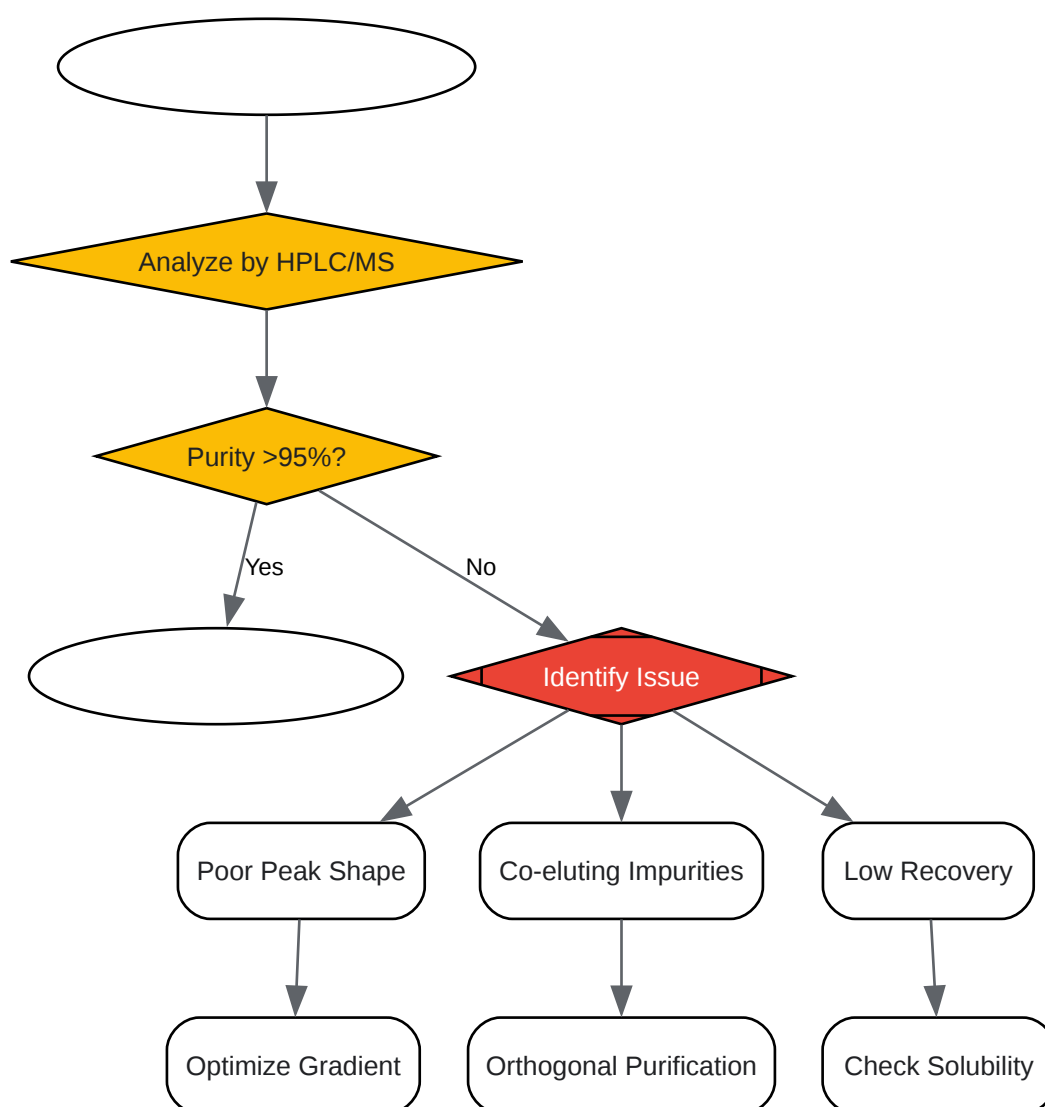 Analyze by HPLC/MS
Purity >95%?
Yes
No
Identify Issue
Poor Peak Shape
Co-eluting Impurities
Low Recovery
Optimize Gradient
Orthogonal Purification
Check Solubility